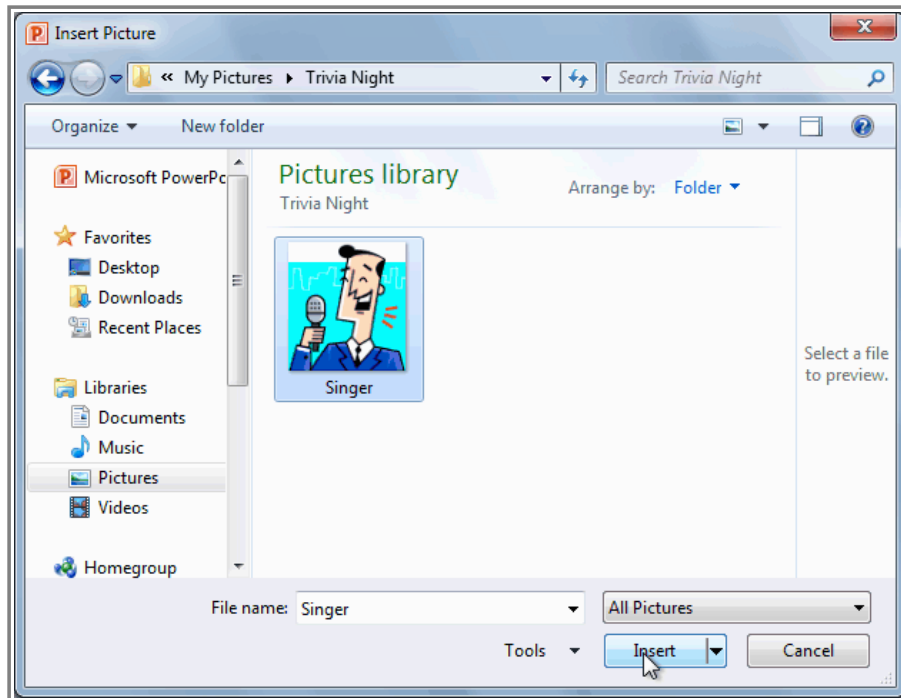 Insert Picture
« My Pictures Trivia Night
Search Trivia Night
Organize New folder
Microsoft PowerPc
Favorites
Desktop
Downloads
Recent Places
Libraries
Documents
Music
Pictures
Videos
Homegroup
Pictures library
Trivia Night
Arrange by: Folder
Singer
Select a file
to preview.
File name: Singer
All Pictures
Tools Insert Cancel